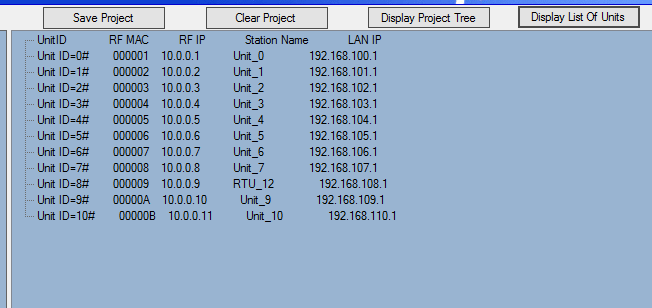 Save Project Clear Project Display Project Tree Display List Of Units
UnitID RF MAC RF IP Station Name LAN IP
Unit ID=0# 000001 10.0.0.1 Unit_0 192.168.100.1
Unit ID=1# 000002 10.0.0.2 Unit_1 192.168.101.1
Unit ID=2# 000003 10.0.0.3 Unit_2 192.168.102.1
Unit ID=3# 000004 10.0.0.4 Unit_3 192.168.103.1
Unit ID=4# 000005 10.0.0.5 Unit_4 192.168.104.1
Unit ID=5# 000006 10.0.0.6 Unit_5 192.168.105.1
Unit ID=6# 000007 10.0.0.7 Unit_6 192.168.106.1
Unit ID=7# 000008 10.0.0.8 Unit_7 192.168.107.1
Unit ID=8# 000009 10.0.0.9 RTU_12 192.168.108.1
Unit ID=9# 00000A 10.0.0.10 Unit_9 192.168.109.1
Unit ID=10# 00000B 10.0.0.11 Unit_10 192.168.110.1